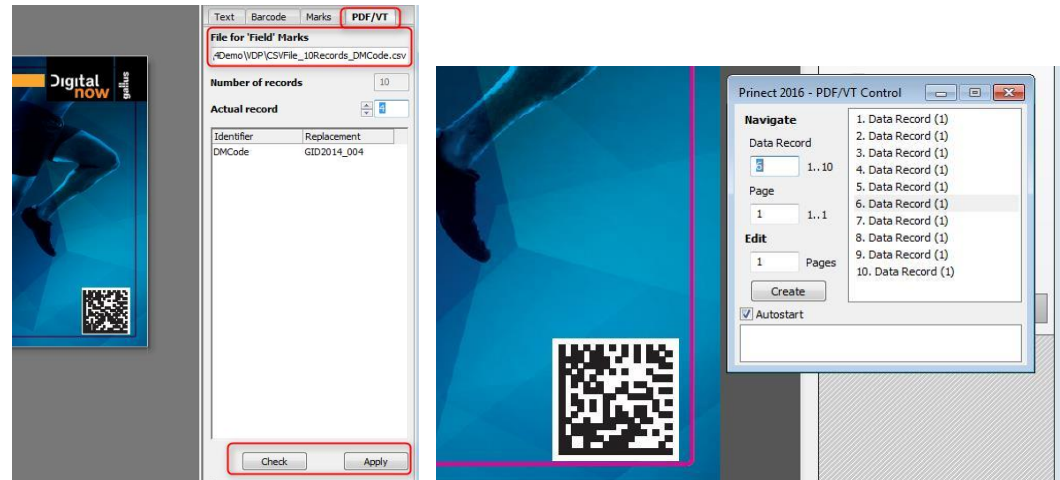 Digital
now
gallus
Text Barcode Marks PDF/VT
File for 'Field' Marks
Demo\VDP\CSVFile_10Records_DMCode.csv
Number of records 10
Actual record 4
Identifier Replacement
DMCode GID2014_004
Check Apply
Prinect 2016 - PDF/VT Control
Navigate
Data Record
6 1..10
Page
1 1..1
Edit
1 Pages
Create
Autostart
1. Data Record (1)
2. Data Record (1)
3. Data Record (1)
4. Data Record (1)
5. Data Record (1)
6. Data Record (1)
7. Data Record (1)
8. Data Record (1)
9. Data Record (1)
10. Data Record (1)